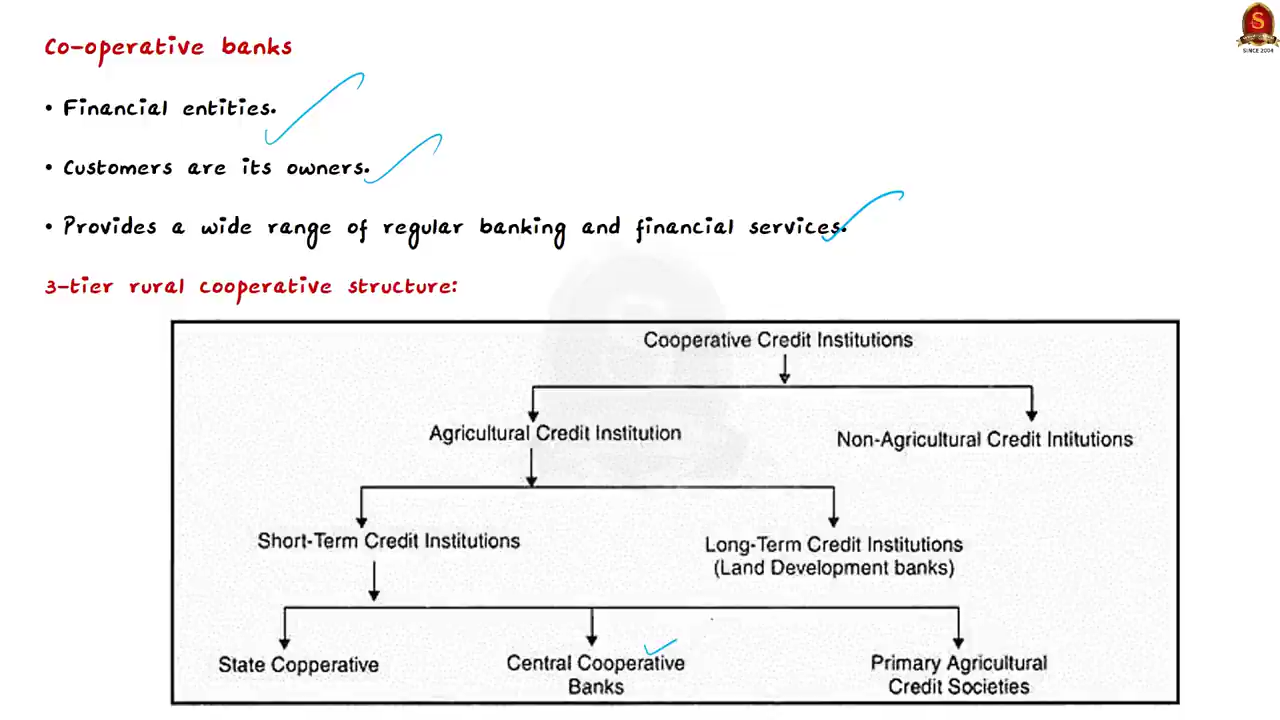 S
SINCE 2004
Co-operative banks
• Financial entities.
• Customers are its owners.
• Provides a wide range of regular banking and financial services.
3-tier rural cooperative structure:
Cooperative Credit Institutions
Agricultural Credit Institution
Non-Agricultural Credit Intitutions
Short-Term Credit Institutions
Long-Term Credit Institutions
(Land Development banks)
State Copperative
Central Cooperative
Banks
Primary Agricultural
Credit Societies